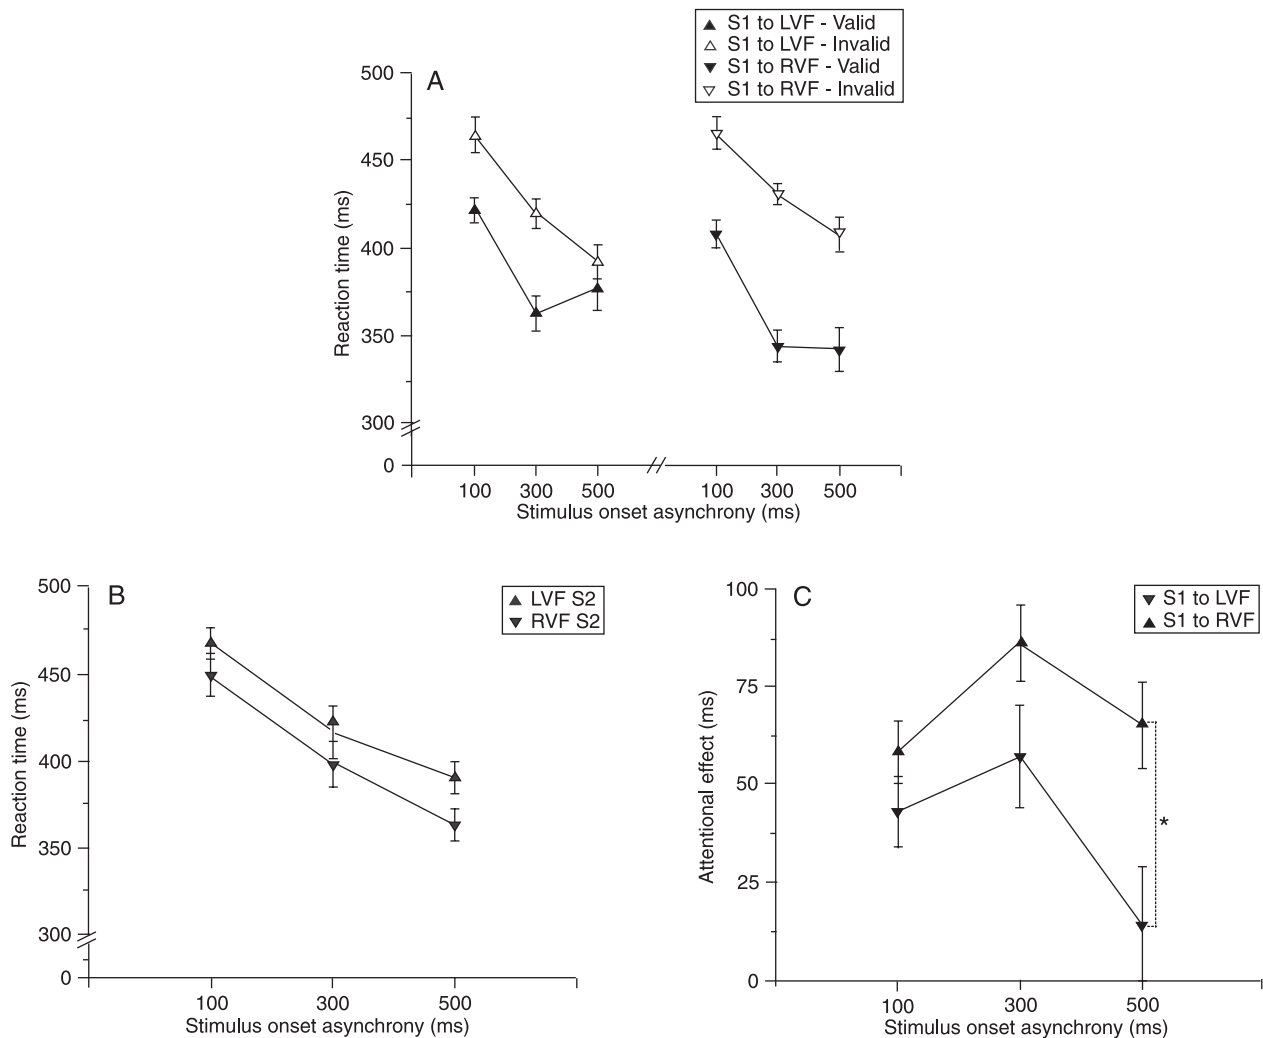 S1 to LVF - Valid
S1 to LVF - Invalid
S1 to RVF - Valid
S1 to RVF - Invalid
A
500
450
400
350
300
0
Reaction time (ms)
100 300 500 100 300 500
Stimulus onset asynchrony (ms)
B
LVF S2
RVF S2
500
450
400
350
300
0
Reaction time (ms)
100 300 500
Stimulus onset asynchrony (ms)
C
S1 to LVF
S1 to RVF
100
75
50
25
0
Attentional effect (ms)
*
100 300 500
Stimulus onset asynchrony (ms)